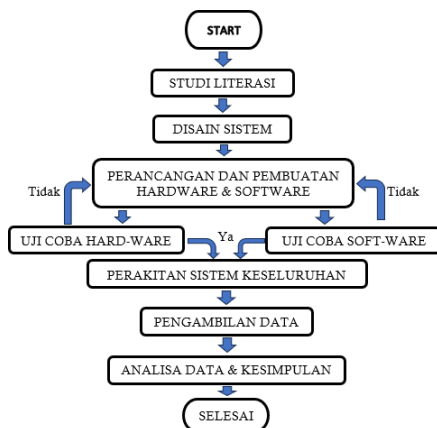 START
STUDI LITERASI
DISAIN SISTEM
PERANCANGAN DAN PEMBUATAN
HARDWARE & SOFTWARE
Tidak
Tidak
UJI COBA HARD-WARE
Ya
UJI COBA SOFT-WARE
PERAKITAN SISTEM KESELURUHAN
PENGAMBILAN DATA
ANALISA DATA & KESIMPULAN
SELESAI